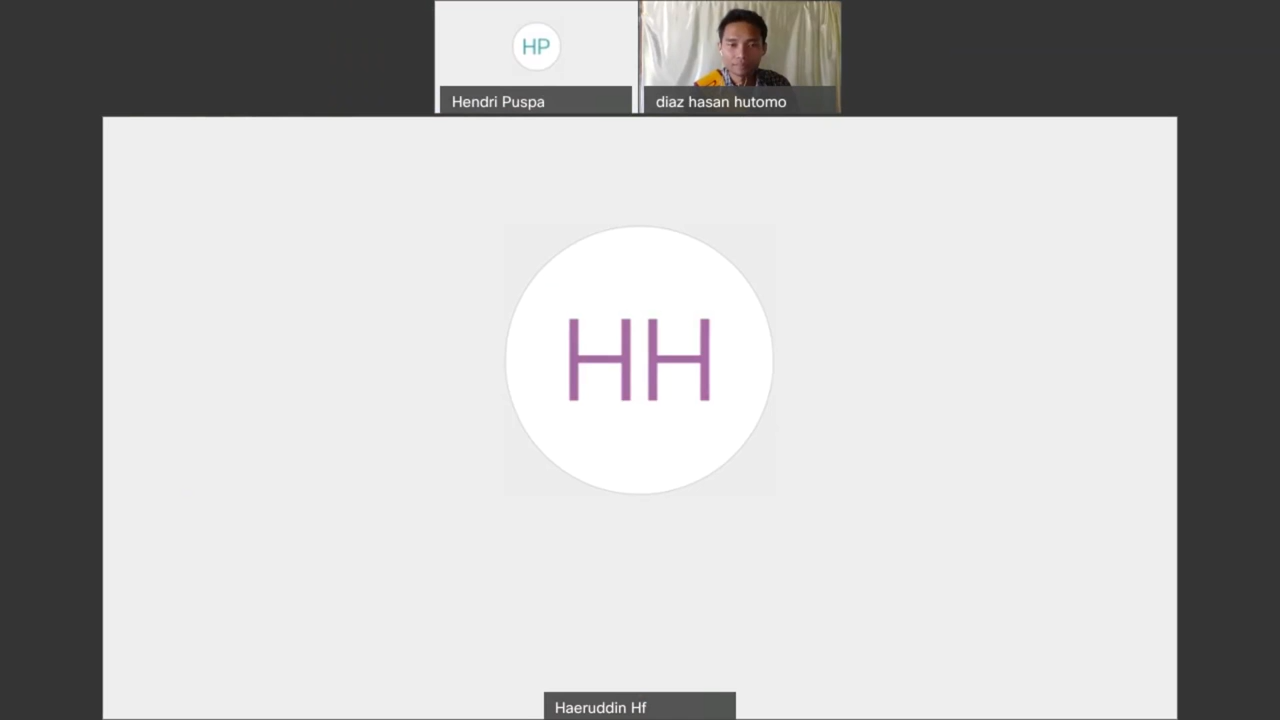 HP
Hendri Puspa
diaz hasan hutomo
HH
Haeruddin Hf